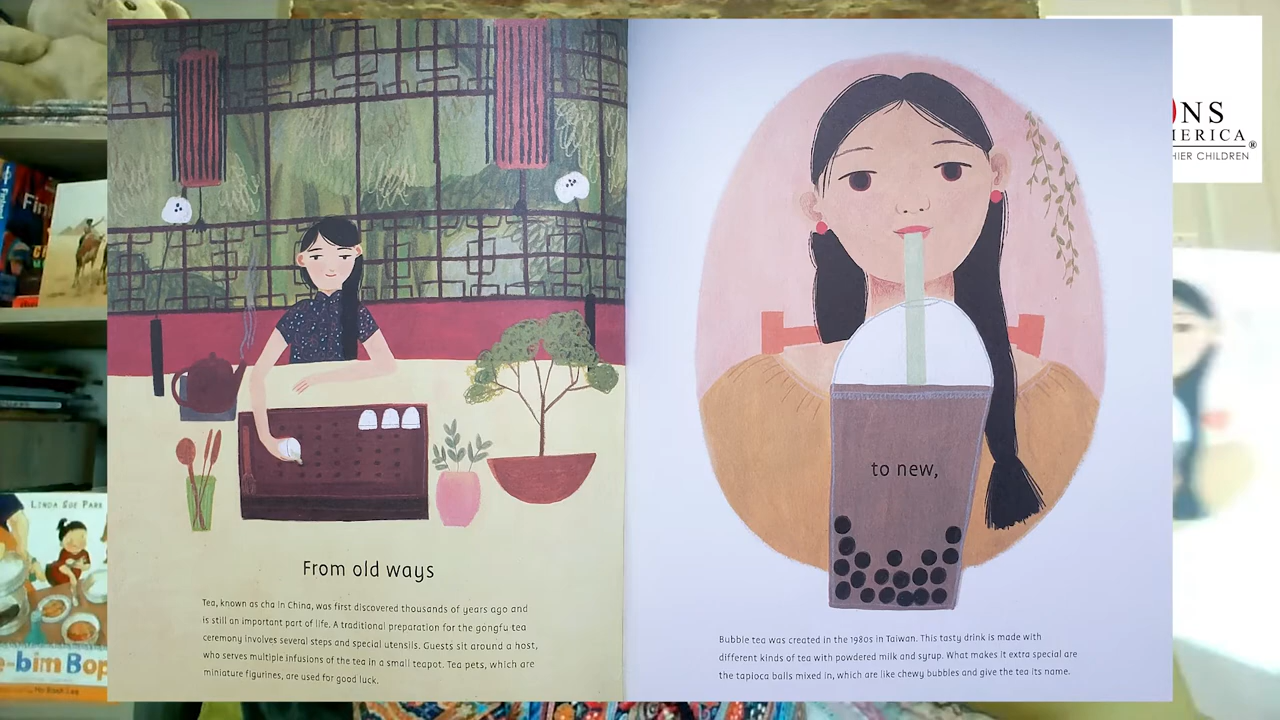 From old ways
Tea, known as cha in China, was first discovered thousands of years ago and
is still an important part of life. A traditional preparation for the gongfu tea
ceremony involves several steps and special utensils. Guests sit around a host,
who serves multiple infusions of the tea in a small teapot. Tea pets, which are
miniature figurines, are used for good luck.
to new,
Bubble tea was created in the 1980s in Taiwan. This tasty drink is made with
different kinds of tea with powdered milk and syrup. What makes it extra special are
the tapioca balls mixed in, which are like chewy bubbles and give the tea its name.
ONS
MERICA®
HIER CHILDREN
Fin
LINDA SUE PARK
e-bim Bop
Ho Baek Lee